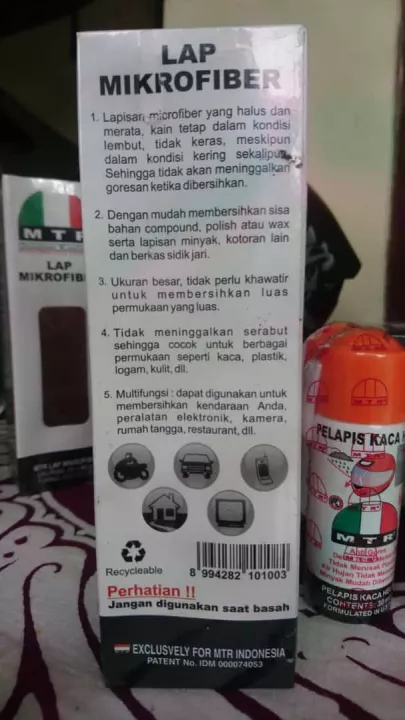 LAP
MIKROFIBER
1. Lapisan microfiber yang halus dan
merata, kain tetap dalam kondisi
lembut, tidak keras, meskipun
dalam kondisi kering sekalipun.
Sehingga tidak akan meninggalkan
goresan ketika dibersihkan.
2. Dengan mudah membersihkan sisa
bahan compound, polish atau wax
serta lapisan minyak, kotoran lain
dan berkas sidik jari.
3. Ukuran besar, tidak perlu khawatir
untuk membersihkan luas
permukaan yang luas.
4. Tidak meninggalkan serabut
sehingga cocok untuk berbagai
permukaan seperti kaca, plastik,
logam, kulit, dll.
5. Multifungsi : dapat digunakan untuk
membersihkan kendaraan Anda,
peralatan elektronik, kamera,
rumah tangga, restaurant, dll.
Recycleable
8 994282 101003
Perhatian !!
Jangan digunakan saat basah
EXCLUSVELY FOR MTR INDONESIA
PATENT No. IDM 000074053
MTR
LAP
MIKROFIB
MTR
PELAPIS KACA
MTR
Tidak Merusak
PELAPIS KACA
CONTENTS:
FORMULATED IN